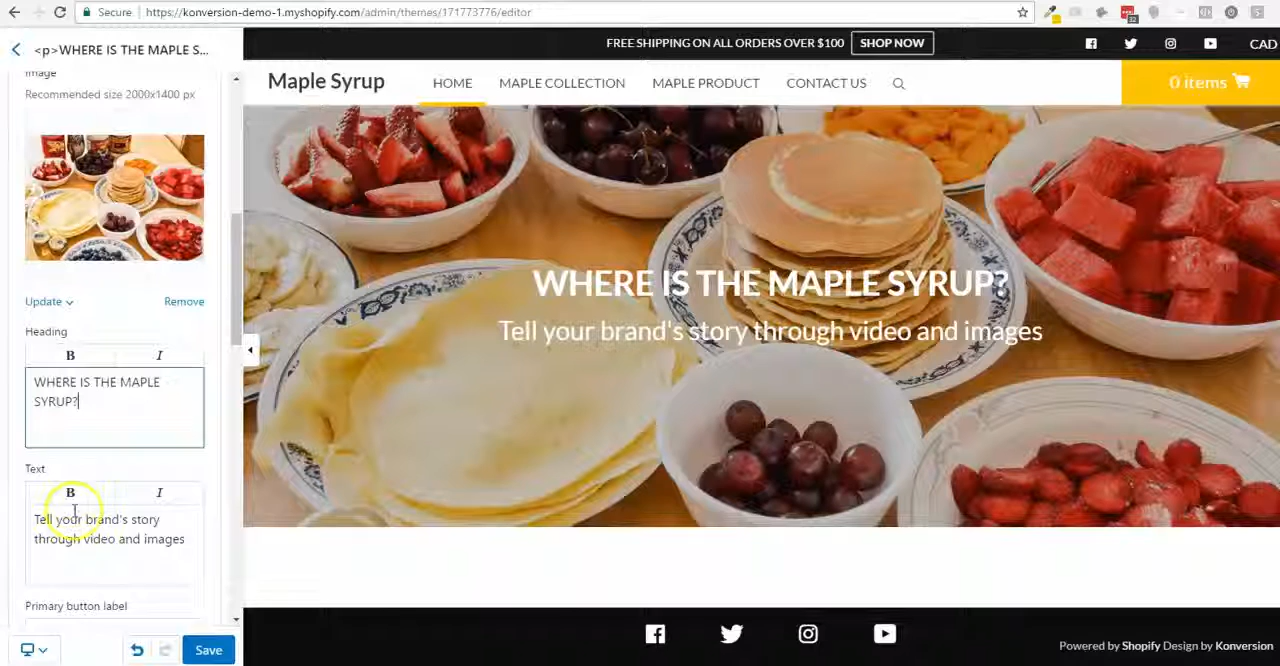 Secure
https://konversion-demo-1.myshopify.com/admin/themes/171773776/editor
32
<p>WHERE IS THE MAPLE S...
Image
Recommended size 2000x1400 px
Update
Remove
Heading
B I
WHERE IS THE MAPLE
SYRUP?
Text
B I
Tell your brand's story
through video and images
Primary button label
Save
FREE SHIPPING ON ALL ORDERS OVER $100
SHOP NOW
CAD
Maple Syrup
HOME
MAPLE COLLECTION
MAPLE PRODUCT
CONTACT US
0 items
WHERE IS THE MAPLE SYRUP?
Tell your brand's story through video and images
Powered by Shopify Design by Konversion